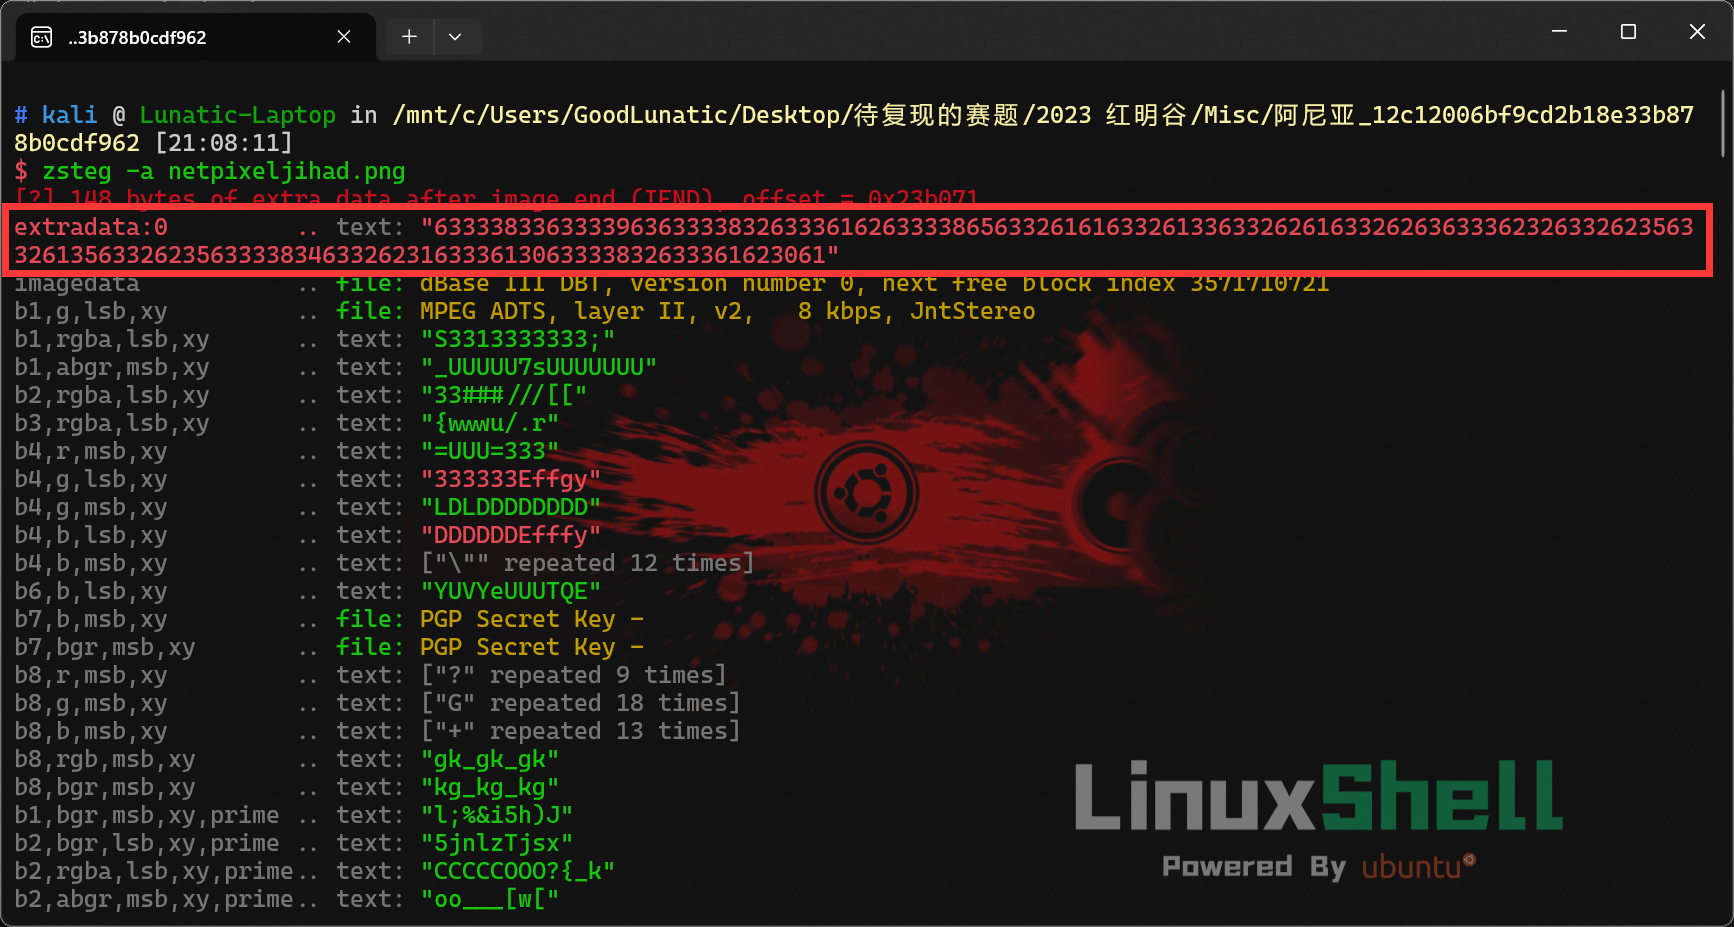 ..3b878b0cdf962
# kali @ Lunatic-Laptop in /mnt/c/Users/GoodLunatic/Desktop/待复现的赛题/2023 红明谷/Misc/阿尼亚_12c12006bf9cd2b18e33b87
8b0cdf962 [21:08:11]
$ zsteg -a netpixeljihad.png
[?] 148 bytes of extra data after image end (IEND), offset = 0x23b071
extradata:0 .. text: "633338336333396363333832633361626333386563326161633261336332626163326263633362326332623563
3261356332623563333834633262316333613063333832633361623061"
imagedata .. file: dBase III DBT, version number 0, next free block index 3571710721
b1,g,lsb,xy .. file: MPEG ADTS, layer II, v2, 8 kbps, JntStereo
b1,rgba,lsb,xy .. text: "S3313333333;"
b1,abgr,msb,xy .. text: "_UUUUU7sUUUUUUU"
b2,rgba,lsb,xy .. text: "33###///[["
b3,rgba,lsb,xy .. text: "{wwwu/.r"
b4,r,msb,xy .. text: "=UUU=333"
b4,g,lsb,xy .. text: "333333Effgy"
b4,g,msb,xy .. text: "LDLDDDDDDDD"
b4,b,lsb,xy .. text: "DDDDDDEfffy"
b4,b,msb,xy .. text: ["\"" repeated 12 times]
b6,b,lsb,xy .. text: "YUVYeUUUTQE"
b7,b,msb,xy .. file: PGP Secret Key -
b7,bgr,msb,xy .. file: PGP Secret Key -
b8,r,msb,xy .. text: ["?" repeated 9 times]
b8,g,msb,xy .. text: ["G" repeated 18 times]
b8,b,msb,xy .. text: ["+" repeated 13 times]
b8,rgb,msb,xy .. text: "gk_gk_gk"
b8,bgr,msb,xy .. text: "kg_kg_kg"
b1,bgr,msb,xy,prime .. text: "l;%&i5h)J"
b2,bgr,lsb,xy,prime .. text: "5jnlzTjsx"
b2,rgba,lsb,xy,prime.. text: "CCCCCOOO?{_k"
b2,abgr,msb,xy,prime.. text: "oo___[w["
LinuxShell
Powered By ubuntu